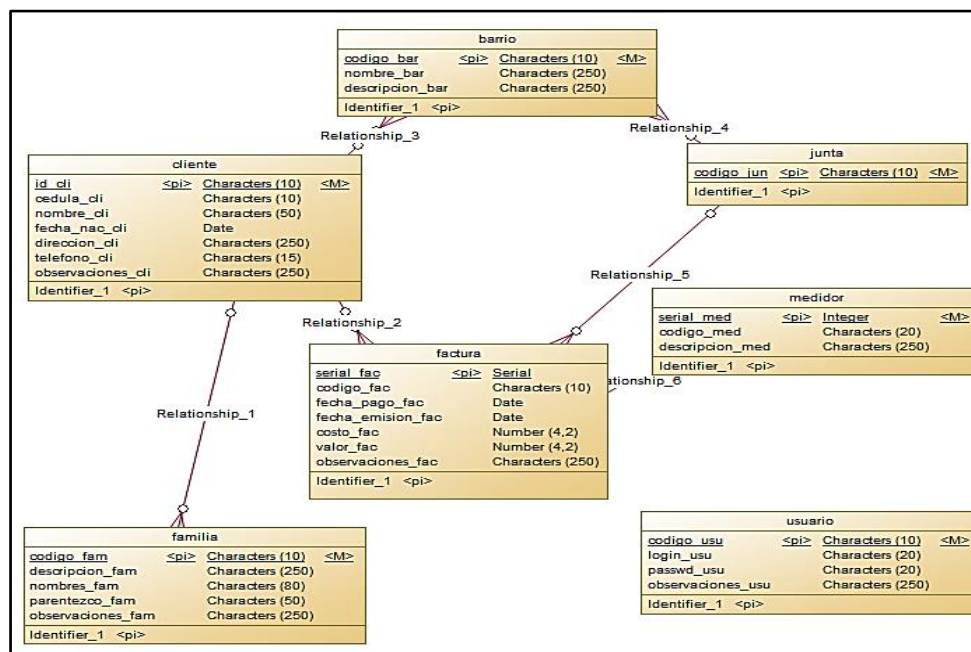 barrio
codigo_bar <pi> Characters (10) <M>
nombre_bar Characters (250)
descripcion_bar Characters (250)
Identifier_1 <pi>
Relationship_3
Relationship_4
cliente
id_cli <pi> Characters (10) <M>
cedula_cli Characters (10)
nombre_cli Characters (50)
fecha_nac_cli Date
direccion_cli Characters (250)
telefono_cli Characters (15)
observaciones_cli Characters (250)
Identifier_1 <pi>
junta
codigo_jun <pi> Characters (10) <M>
Identifier_1 <pi>
Relationship_5
medidor
serial_med <pi> Integer <M>
codigo_med Characters (20)
descripcion_med Characters (250)
Identifier_1 <pi>
Relationship_2
factura
serial_fac <pi> Serial
codigo_fac Characters (10)
fecha_pago_fac Date
fecha_emision_fac Date
costo_fac Number (4,2)
valor_fac Number (4,2)
observaciones_fac Characters (250)
Identifier_1 <pi>
elationship_6
Relationship_1
familia
codigo_fam <pi> Characters (10) <M>
descripcion_fam Characters (250)
nombres_fam Characters (80)
parentezco_fam Characters (50)
observaciones_fam Characters (250)
Identifier_1 <pi>
usuario
codigo_usu <pi> Characters (10) <M>
login_usu Characters (20)
passwd_usu Characters (20)
observaciones_usu Characters (250)
Identifier_1 <pi>